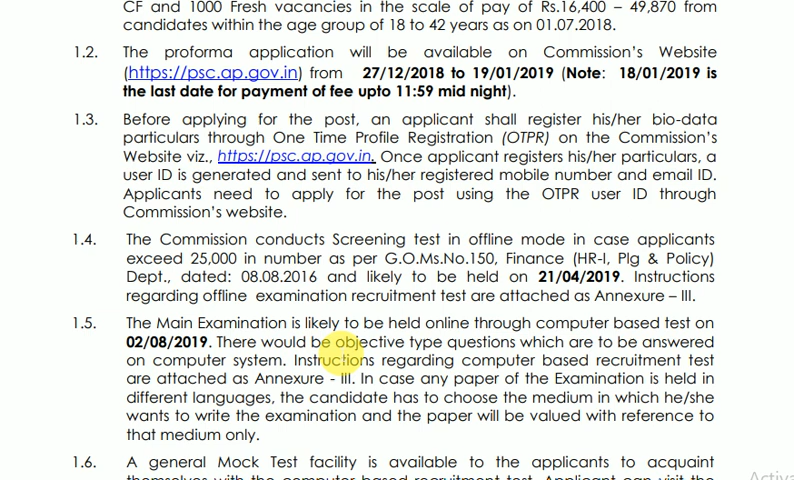 CF and 1000 Fresh vacancies in the scale of pay of Rs.16,400 – 49,870 from
candidates within the age group of 18 to 42 years as on 01.07.2018.
1.2. The proforma application will be available on Commission's Website
(https://psc.ap.gov.in) from 27/12/2018 to 19/01/2019 (Note: 18/01/2019 is
the last date for payment of fee upto 11:59 mid night).
1.3. Before applying for the post, an applicant shall register his/her bio-data
particulars through One Time Profile Registration (OTPR) on the Commission's
Website viz., https://psc.ap.gov.in. Once applicant registers his/her particulars, a
user ID is generated and sent to his/her registered mobile number and email ID.
Applicants need to apply for the post using the OTPR user ID through
Commission's website.
1.4. The Commission conducts Screening test in offline mode in case applicants
exceed 25,000 in number as per G.O.Ms.No.150, Finance (HR-I, Plg & Policy)
Dept., dated: 08.08.2016 and likely to be held on 21/04/2019. Instructions
regarding offline examination recruitment test are attached as Annexure – III.
1.5. The Main Examination is likely to be held online through computer based test on
02/08/2019. There would be objective type questions which are to be answered
on computer system. Instructions regarding computer based recruitment test
are attached as Annexure - III. In case any paper of the Examination is held in
different languages, the candidate has to choose the medium in which he/she
wants to write the examination and the paper will be valued with reference to
that medium only.
1.6. A general Mock Test facility is available to the applicants to acquaint
themselves with the computer based recruitment test. Applicant can visit the